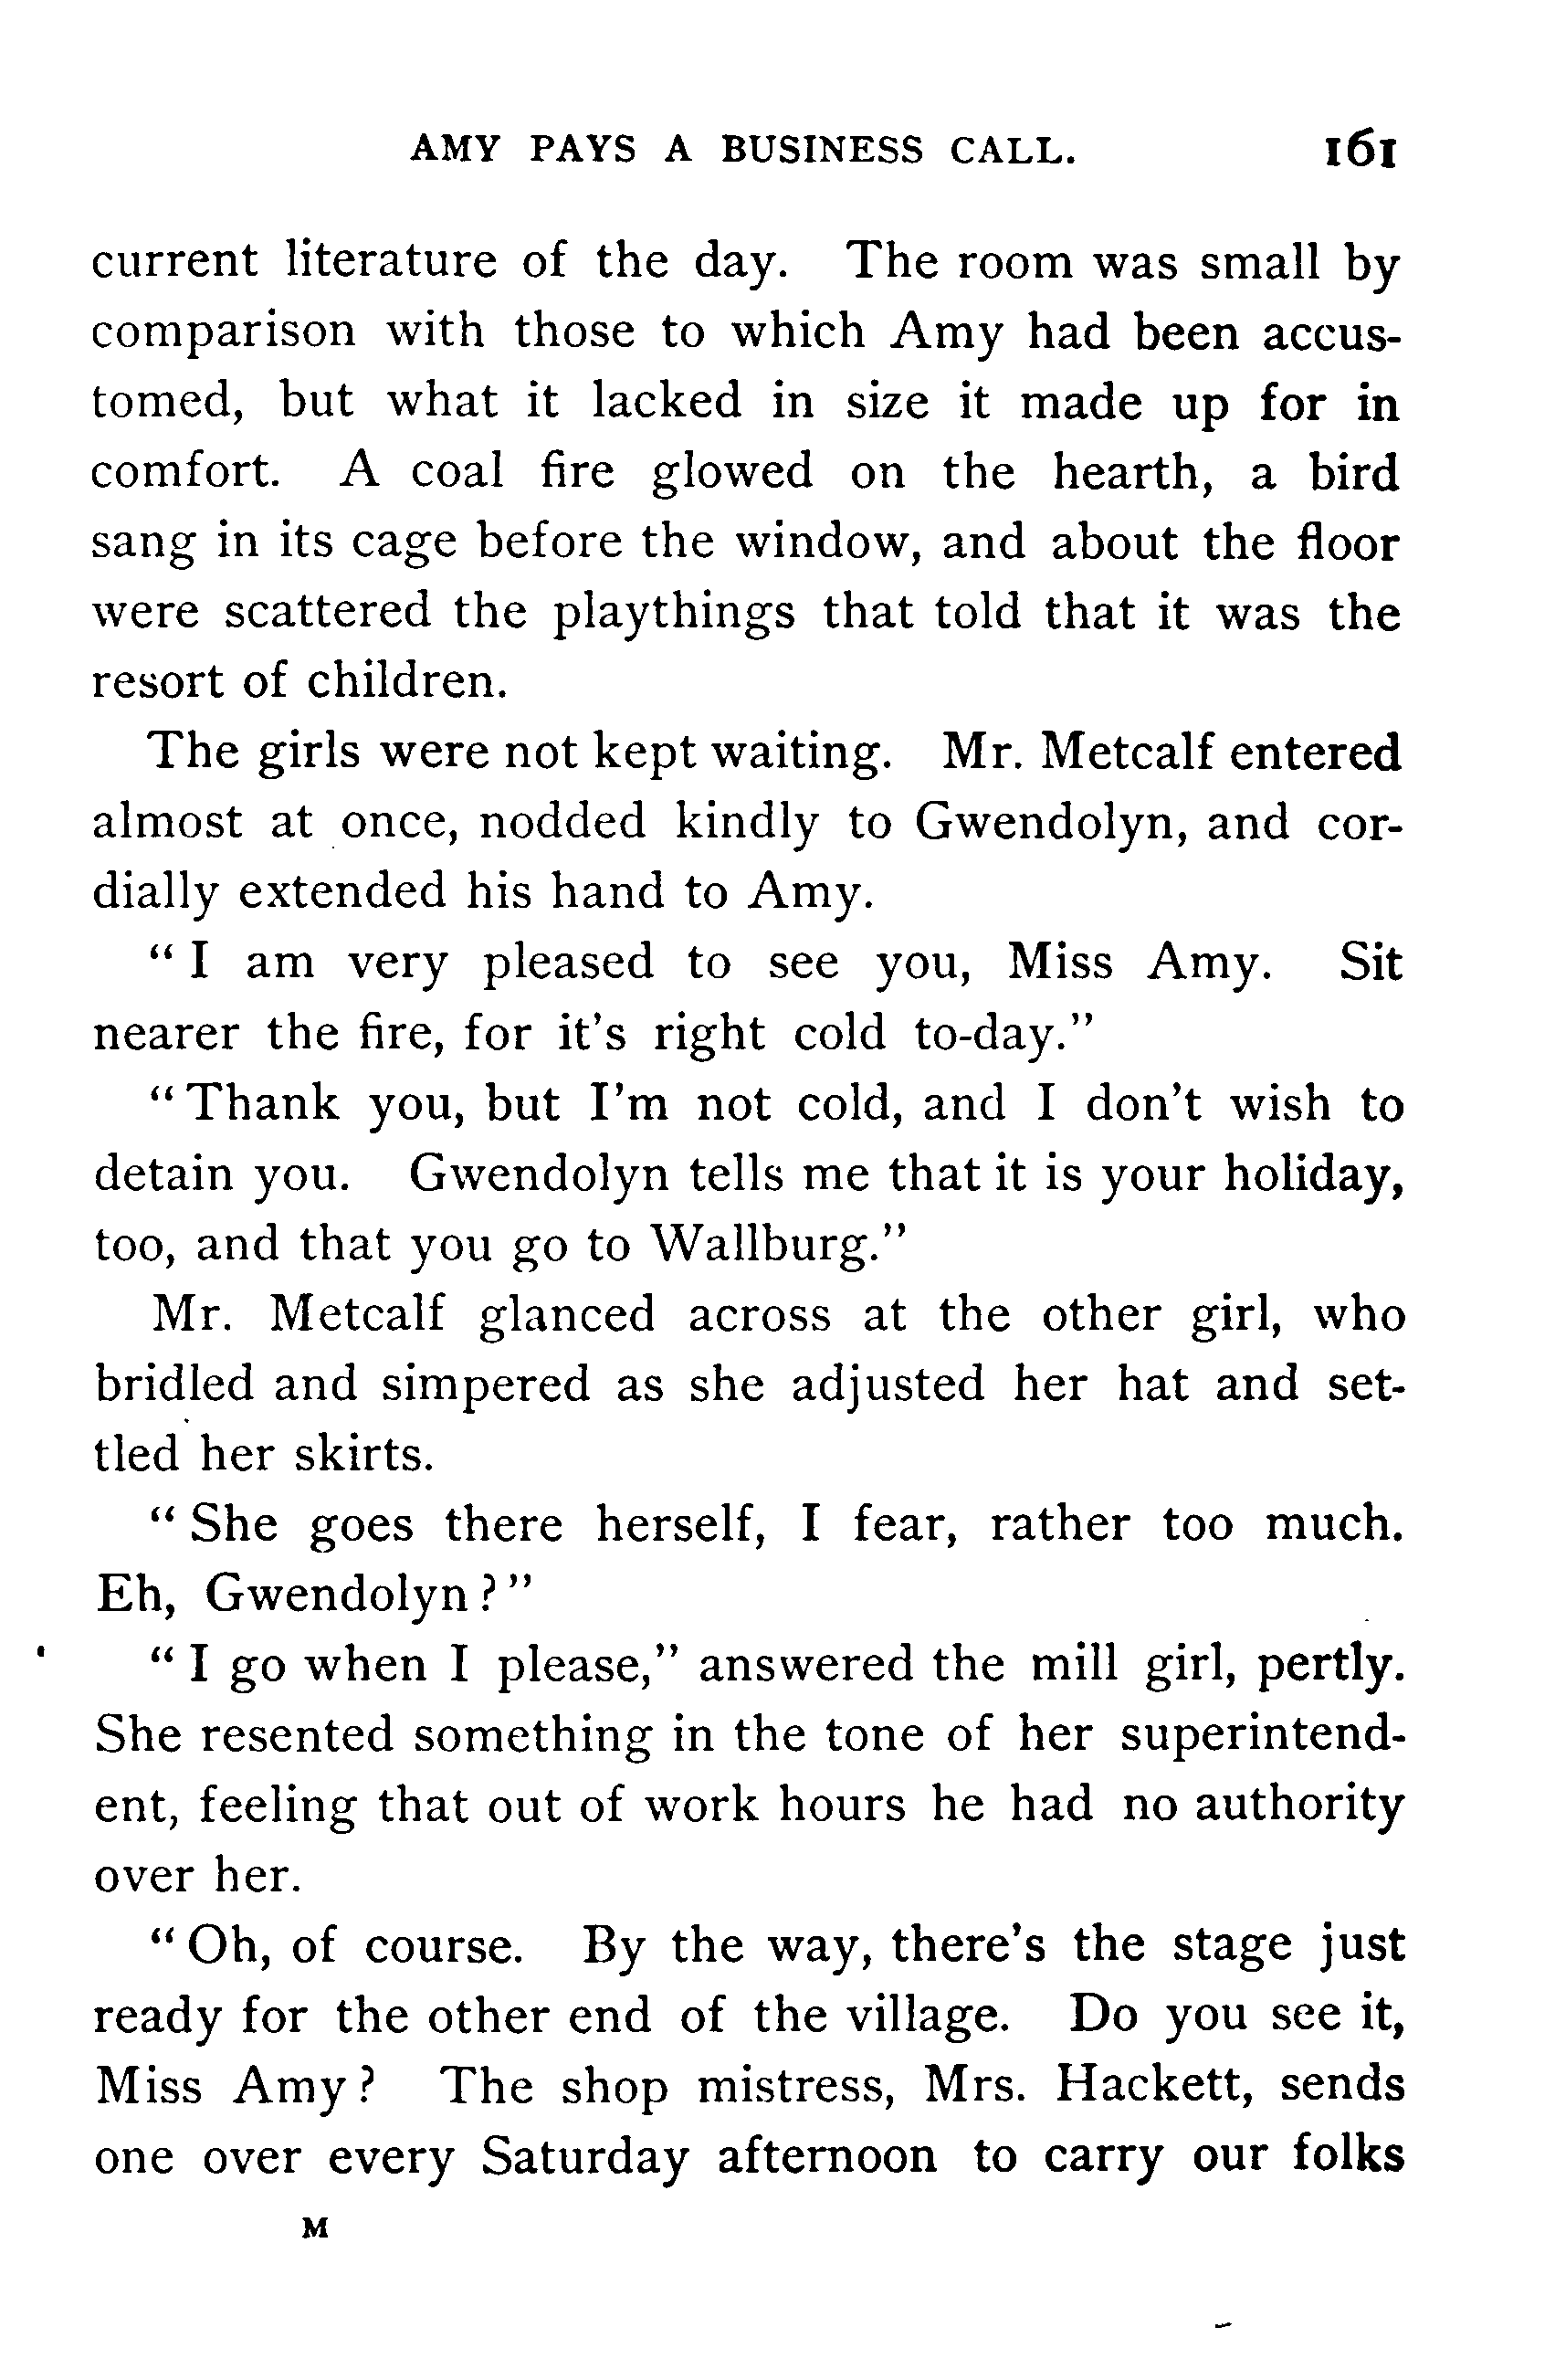 AMY PAYS A BUSINESS CALL. 161
current literature of the day. The room was small by
comparison with those to which Amy had been accus-
tomed, but what it lacked in size it made up for in
comfort. A coal fire glowed on the hearth, a bird
sang in its cage before the window, and about the floor
were scattered the playthings that told that it was the
resort of children.
The girls were not kept waiting. Mr. Metcalf entered
almost at once, nodded kindly to Gwendolyn, and cor-
dially extended his hand to Amy.
“ I am very pleased to see you, Miss Amy. Sit
nearer the fire, for it’s right cold to-day.”
“ Thank you, but I’m not cold, and I don’t wish to
detain you. Gwendolyn tells me that it is your holiday,
too, and that you go to Wallburg.”
Mr. Metcalf glanced across at the other girl, who
bridled and simpered as she adjusted her hat and set-
tled her skirts.
“ She goes there herself, I fear, rather too much.
Eh, Gwendolyn ? ”
“ I go when I please,” answered the mill girl, pertly.
She resented something in the tone of her superintend-
ent, feeling that out of work hours he had no authority
over her.
“ Oh, of course. By the way, there’s the stage just
ready for the other end of the village. Do you see it,
Miss Amy ? The shop mistress, Mrs. Hackett, sends
one over every Saturday afternoon to carry our folks
M